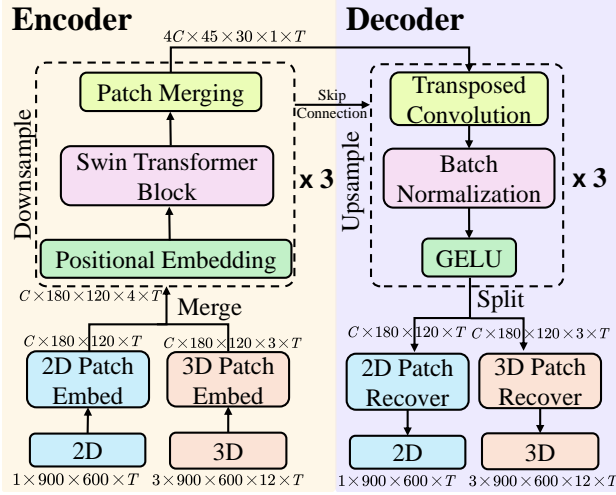 Encoder
Decoder
4C×45×30×1×T
Downsample
Patch Merging
Swin Transformer
Block
Positional Embedding
x 3
Skip
Connection
Upsample
Transposed
Convolution
Batch
Normalization
GELU
x 3
C×180×120×4×T
Merge
Split
C×180×120×T
C×180×120×3×T
C×180×120×T
C×180×120×3×T
2D Patch
Embed
3D Patch
Embed
2D Patch
Recover
3D Patch
Recover
2D
3D
2D
3D
1×900×600×T
3×900×600×12×T
1×900×600×T
3×900×600×12×T